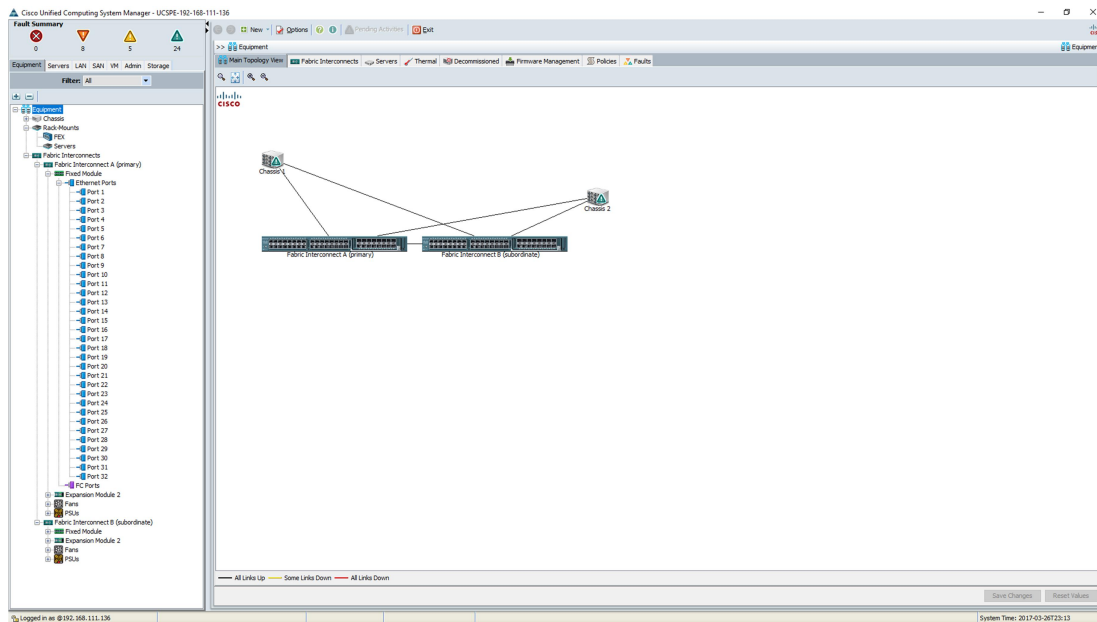 Cisco Unified Computing System Manager - UCSPE-192-168-111-136
Fault Summary
0 8 5 24
New Options Pending Activities Exit
>> Equipment
Equipment
Equipment Servers LAN SAN VM Admin Storage
Main Topology View Fabric Interconnects Servers Thermal Decommissioned Firmware Management Policies Faults
Filter: All
CISCO
Equipment
Chassis
Rack-Mounts
FEX
Servers
Fabric Interconnects
Fabric Interconnect A (primary)
Fixed Module
Ethernet Ports
Port 1
Port 2
Port 3
Port 4
Port 5
Port 6
Port 7
Port 8
Port 9
Port 10
Port 11
Port 12
Port 13
Port 14
Port 15
Port 16
Port 17
Port 18
Port 19
Port 20
Port 21
Port 22
Port 23
Port 24
Port 25
Port 26
Port 27
Port 28
Port 29
Port 30
Port 31
Port 32
FC Ports
Expansion Module 2
Fans
PSUs
Fabric Interconnect B (subordinate)
Fixed Module
Expansion Module 2
Fans
PSUs
Chassis 1
Chassis 2
Fabric Interconnect A (primary)
Fabric Interconnect B (subordinate)
All Links Up Some Links Down All Links Down
Save Changes Reset Values
Logged in as @192.168.111.136
System Time: 2017-03-26T23:13